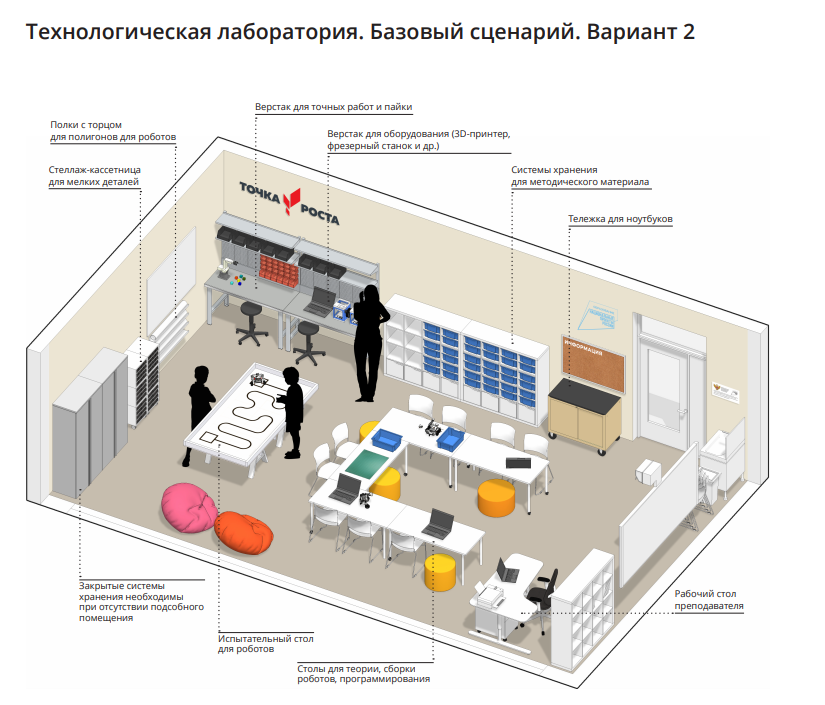 Технологическая лаборатория. Базовый сценарий. Вариант 2
Верстак для точных работ и пайки
Полки с торцом
для полигонов для роботов
Верстак для оборудования (3D-принтер,
фрезерный станок и др.)
Стеллаж-кассетница
для мелких деталей
Системы хранения
для методического материала
Тележка для ноутбуков
ТОЧКА РОСТА
ИНФОРМАЦИЯ
Закрытые системы
хранения необходимы
при отсутствии подсобного
помещения
Рабочий стол
преподавателя
Испытательный стол
для роботов
Столы для теории, сборки
роботов, программирования